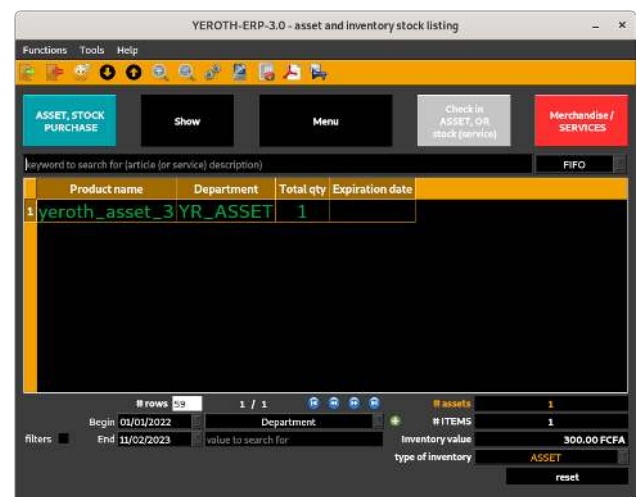 YEROTH-ERP-3.0 - asset and inventory stock listing
Functions Tools Help
ASSET, STOCK
PURCHASE
Show
Menu
Check in
ASSET, OR
stock (service)
Merchandise /
SERVICES
keyword to search for (article (or service) description)
FIFO
Product name Department Total qty Expiration date
1 yeroth_asset_3 YR_ASSET 1
# rows 59 1 / 1 # assets 1
Begin 01/01/2022 Department # ITEMS 1
filters End 11/02/2023 value to search for Inventory value 300.00 FCFA
type of inventory ASSET
reset